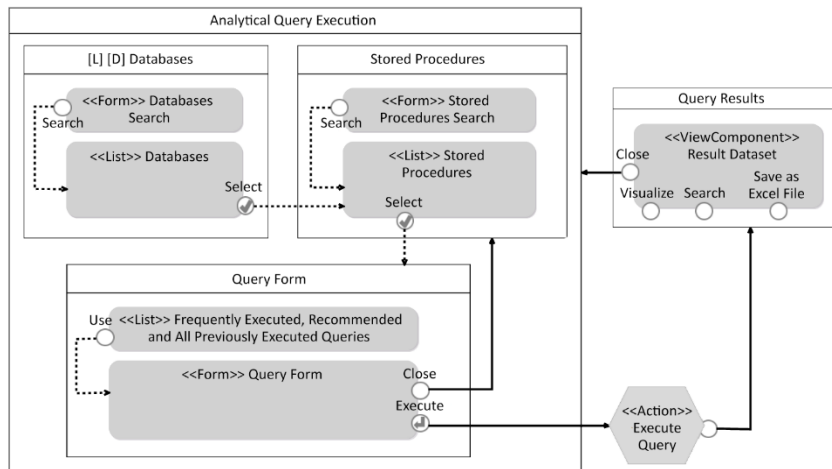 Analytical Query Execution
[L] [D] Databases
<<Form>> Databases
Search
Search
<<List>> Databases
Select
Stored Procedures
<<Form>> Stored
Procedures Search
Search
<<List>> Stored
Procedures
Select
Query Results
<<ViewComponent>>
Result Dataset
Close
Visualize
Search
Save as
Excel File
Query Form
Use
<<List>> Frequently Executed, Recommended
and All Previously Executed Queries
<<Form>> Query Form
Close
Execute
<<Action>>
Execute
Query